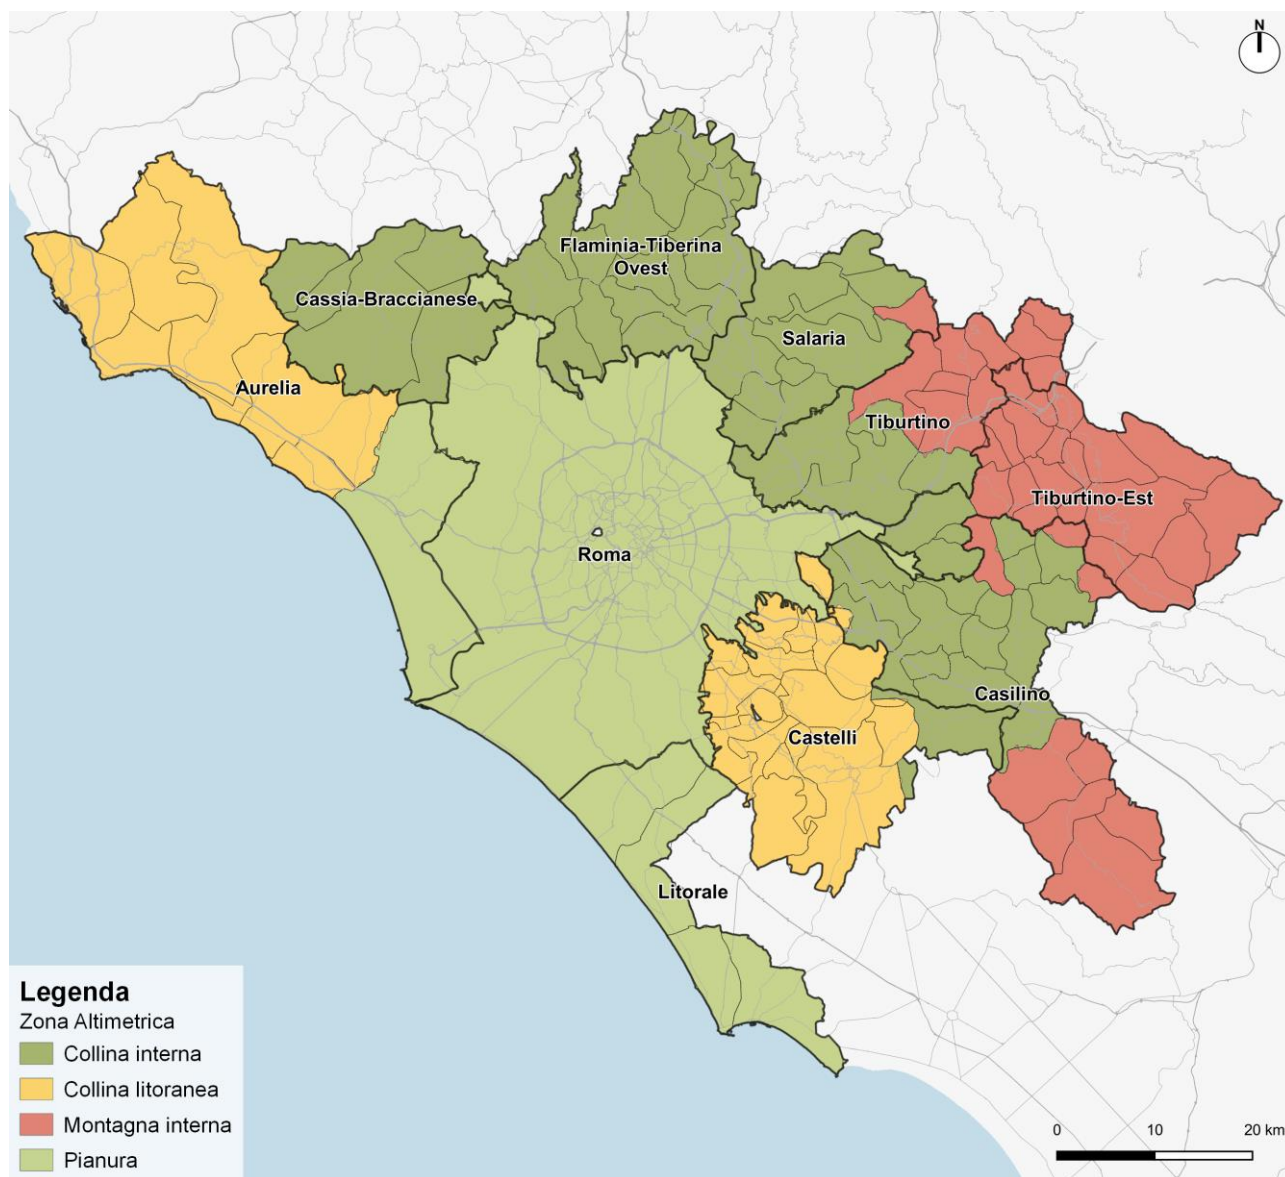 N
Flaminia-Tiberina
Ovest
Cassia-Braccianese
Salaria
Aurelia
Tiburtino
Tiburtino-Est
Roma
Casilino
Castelli
Litorale
Legenda
Zona Altimetrica
Collina interna
Collina litoranea
Montagna interna
Pianura
0 10 20 km